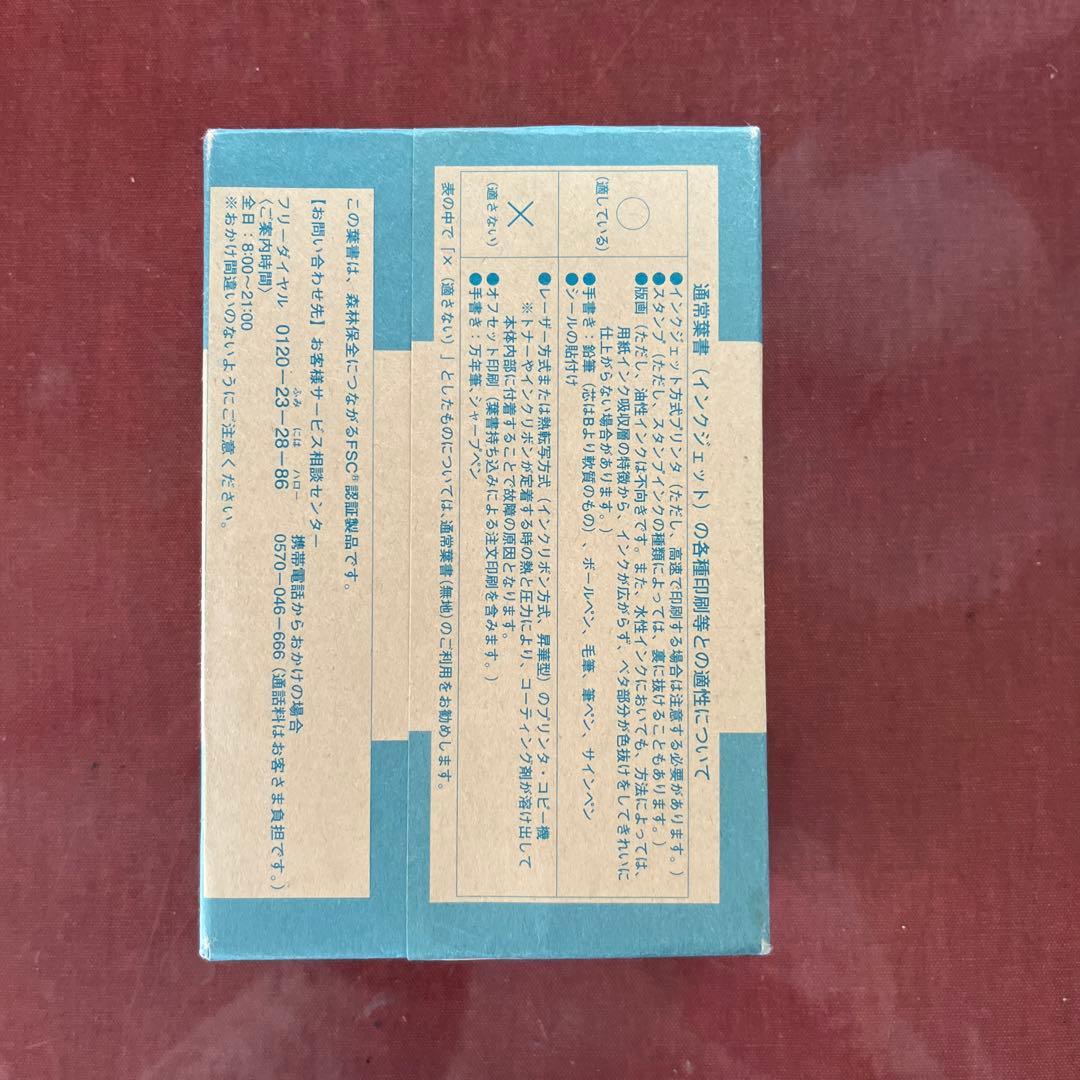 通常葉書（インクジェット）の各種印刷等との適性について
○
（適している）
●インクジェット方式プリンタ（ただし、高速で印刷する場合は注意する必要があります。）
●スタンプ（ただし、スタンプインクの種類によっては、裏に抜けることもあります。）
●版画（ただし、油性インクは不向きです。また、水性インクにおいても、方法によっては、
用紙インク吸収層の特徴から、インクが広がらず、ベタ部分が色抜けをしてきれいに
仕上がらない場合があります。）
●手書き：鉛筆（芯はBより軟質のもの）、ボールペン、毛筆、筆ペン、サインペン
●シールの貼付け
×
（適さない）
●レーザー方式または熱転写方式（インクリボン方式、昇華型）のプリンタ・コピー機
※トナーやインクリボンが定着する時の熱と圧力により、コーティング剤が溶け出して
本体内部に付着することで故障の原因となります。
●オフセット印刷（葉書持ち込みによる注文印刷を含みます。）
●手書き：万年筆、シャープペン
表の中で「×（適さない）」としたものについては、通常葉書（無地）のご利用をお勧めします。
この葉書は、森林保全につながるFSC®認証製品です。
【お問い合わせ先】お客様サービス相談センター
フリーダイヤル 0120−23−28−86
ふみ には ハロー
携帯電話からおかけの場合
0570−046−666（通話料はお客さま負担です。）
〈ご案内時間〉
全日：8:00〜21:00
※おかけ間違いのないようにご注意ください。